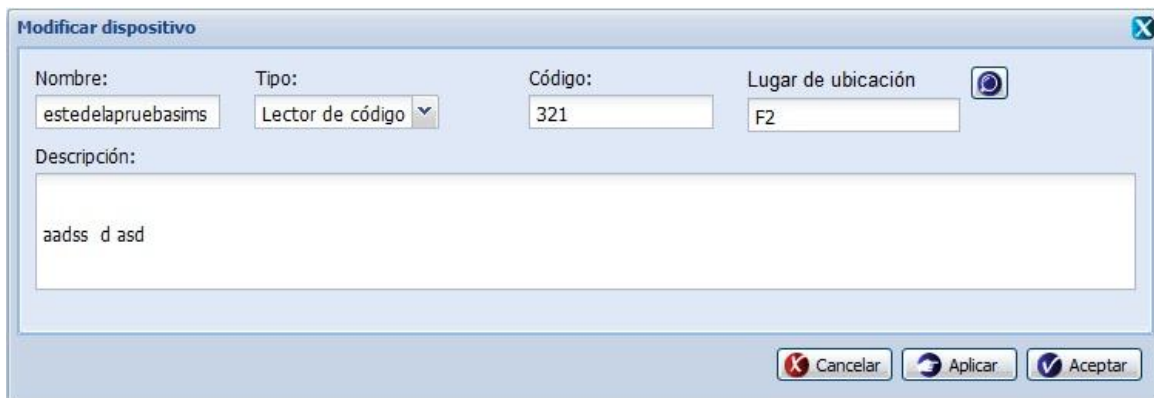 Modificar dispositivo
Nombre: Tipo: Código: Lugar de ubicación
estedelapruebasims Lector de código 321 F2
Descripción:
aadss d asd
Cancelar Aplicar Aceptar